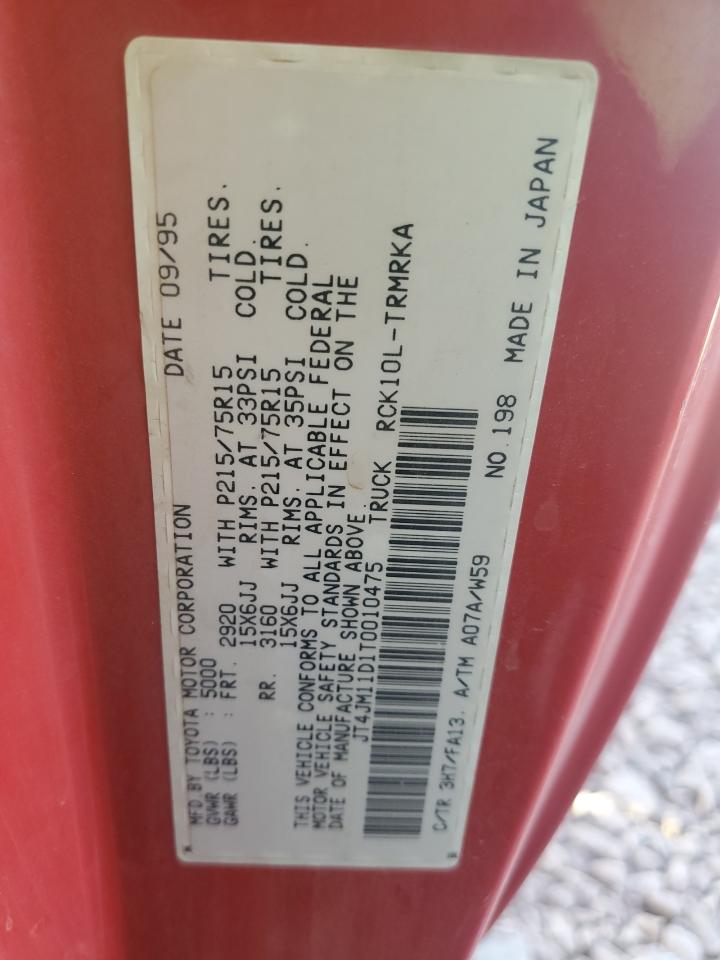 MFD BY TOYOTA MOTOR CORPORATION DATE 09/95
GVWR (LBS) : 5000
GAWR (LBS) : FRT. 2920 WITH P215/75R15 TIRES.
15X6JJ RIMS. AT 33PSI COLD.
RR. 3160 WITH P215/75R15 TIRES.
15X6JJ RIMS. AT 35PSI COLD.
THIS VEHICLE CONFORMS TO ALL APPLICABLE FEDERAL
MOTOR VEHICLE SAFETY STANDARDS IN EFFECT ON THE
DATE OF MANUFACTURE SHOWN ABOVE.
JT4JM11D1T0010475 TRUCK RCK10L-TRMRKA
C/TR 3H7/FA13. A/TM A07A/W59 NO.198 MADE IN JAPAN